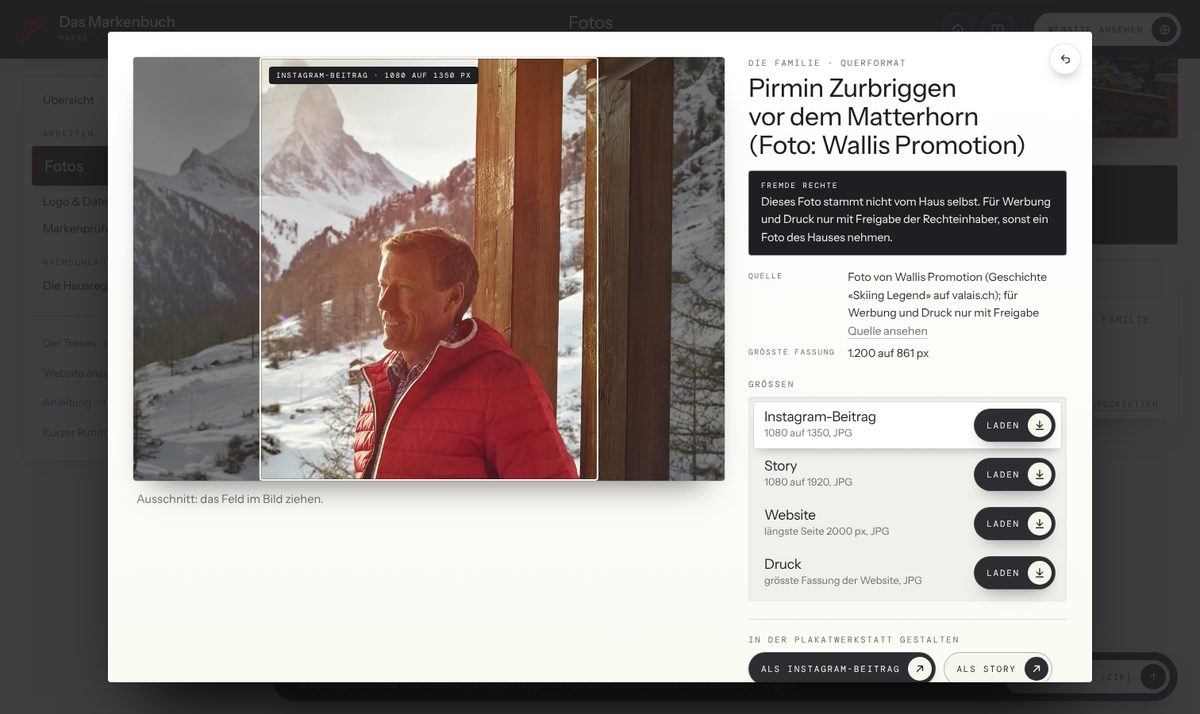 Das Markenbuch
MARKE
Fotos
WEBSITE ANSEHEN
Übersicht
ARBEITEN
Fotos
Logo & Date
Markenprüf
NACHSCHLAG
Die Hausreg
Der Tresen
Website anse
Anleitung
Kurzer Rundg
INSTAGRAM-BEITRAG · 1080 AUF 1350 PX
Ausschnitt: das Feld im Bild ziehen.
DIE FAMILIE · QUERFORMAT
Pirmin Zurbriggen
vor dem Matterhorn
(Foto: Wallis Promotion)
FREMDE RECHTE
Dieses Foto stammt nicht vom Haus selbst. Für Werbung
und Druck nur mit Freigabe der Rechteinhaber, sonst ein
Foto des Hauses nehmen.
QUELLE
Foto von Wallis Promotion (Geschichte
«Skiing Legend» auf valais.ch); für
Werbung und Druck nur mit Freigabe
Quelle ansehen
GRÖSSTE FASSUNG
1.200 auf 861 px
GRÖSSEN
Instagram-Beitrag
1080 auf 1350, JPG
LADEN
Story
1080 auf 1920, JPG
LADEN
Website
längste Seite 2000 px, JPG
LADEN
Druck
grösste Fassung der Website, JPG
LADEN
IN DER PLAKATWERKSTATT GESTALTEN
ALS INSTAGRAM-BEITRAG
ALS STORY
FAMILIE
URÜCKSETZEN
(ZIP)